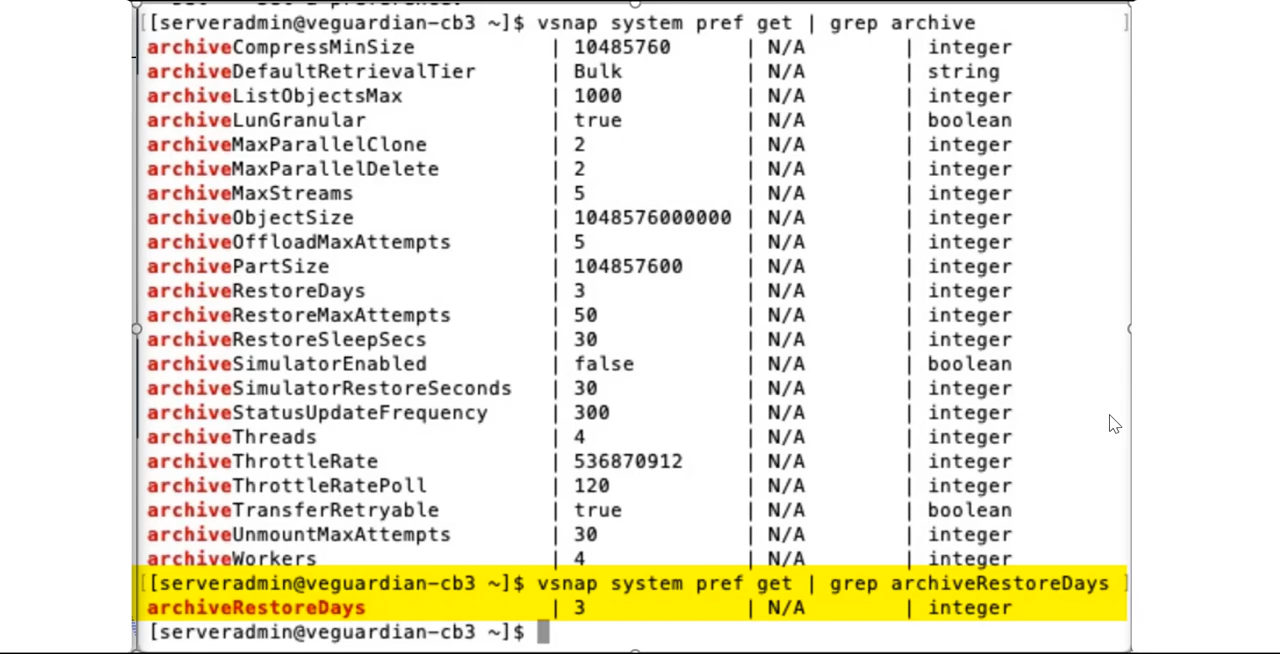 [serveradmin@veguardian-cb3 ~]$ vsnap system pref get | grep archive
archiveCompressMinSize | 10485760 | N/A | integer
archiveDefaultRetrievalTier | Bulk | N/A | string
archiveListObjectsMax | 1000 | N/A | integer
archiveLunGranular | true | N/A | boolean
archiveMaxParallelClone | 2 | N/A | integer
archiveMaxParallelDelete | 2 | N/A | integer
archiveMaxStreams | 5 | N/A | integer
archiveObjectSize | 1048576000000 | N/A | integer
archiveOffloadMaxAttempts | 5 | N/A | integer
archivePartSize | 104857600 | N/A | integer
archiveRestoreDays | 3 | N/A | integer
archiveRestoreMaxAttempts | 50 | N/A | integer
archiveRestoreSleepSecs | 30 | N/A | integer
archiveSimulatorEnabled | false | N/A | boolean
archiveSimulatorRestoreSeconds | 30 | N/A | integer
archiveStatusUpdateFrequency | 300 | N/A | integer
archiveThreads | 4 | N/A | integer
archiveThrottleRate | 536870912 | N/A | integer
archiveThrottleRatePoll | 120 | N/A | integer
archiveTransferRetryable | true | N/A | boolean
archiveUnmountMaxAttempts | 30 | N/A | integer
archiveWorkers | 4 | N/A | integer
[serveradmin@veguardian-cb3 ~]$ vsnap system pref get | grep archiveRestoreDays
archiveRestoreDays | 3 | N/A | integer
[serveradmin@veguardian-cb3 ~]$